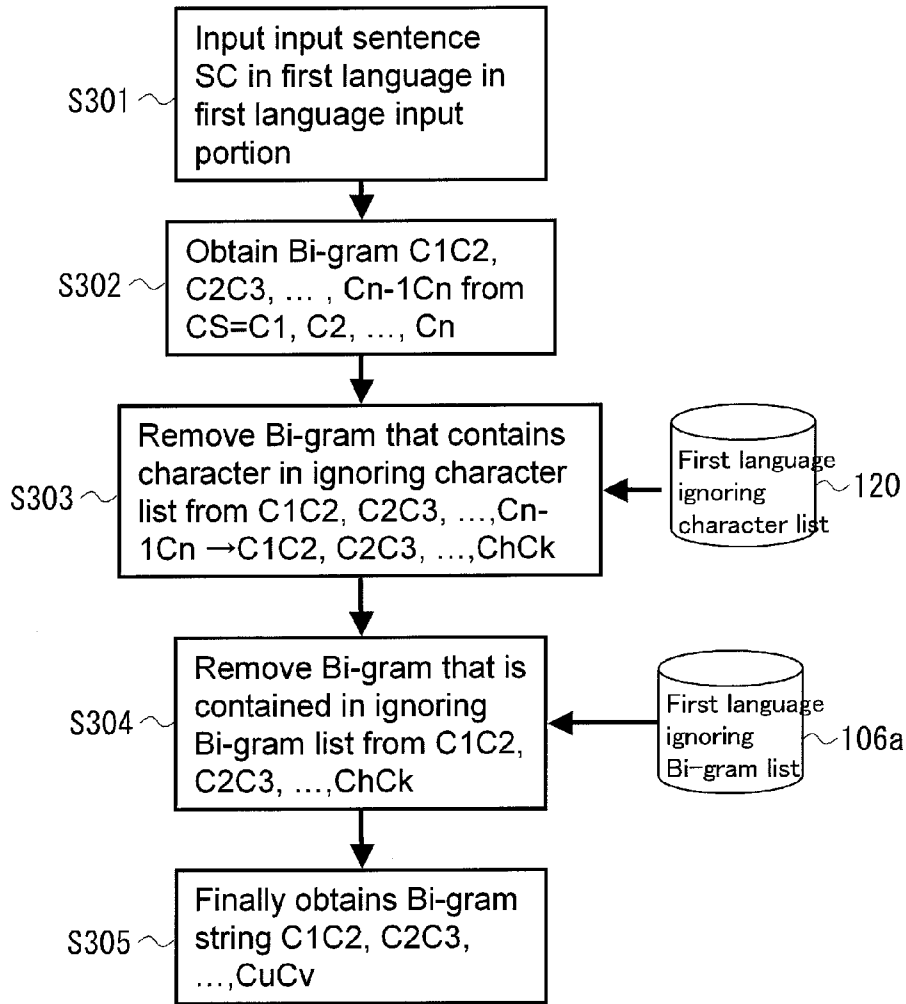 Input input sentence
SC in first language in
first language input
portion
S301
Obtain Bi-gram C1C2,
C2C3, ... , Cn-1Cn from
CS=C1, C2, ..., Cn
S302
Remove Bi-gram that contains
character in ignoring character
list from C1C2, C2C3, ...,Cn-
1Cn →C1C2, C2C3, ...,ChCk
S303
First language
ignoring
character list
120
Remove Bi-gram that is
contained in ignoring
Bi-gram list from C1C2,
C2C3, ...,ChCk
S304
First language
ignoring
Bi-gram list
106a
Finally obtains Bi-gram
string C1C2, C2C3,
...,CuCv
S305